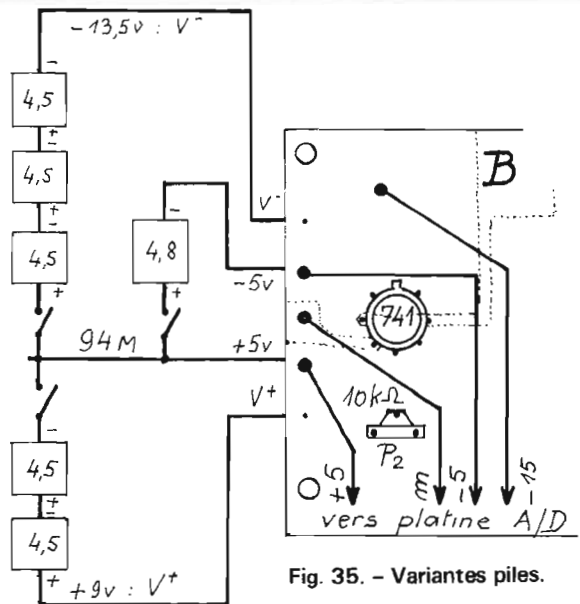 -13,5v : V⁻
-
4,5
+
-
4,5
+
-
4,5
+
-
4,8
+
94M
-
4,5
+
-
4,5
+
+9v : V⁺
V⁻
-5v
+5v
V⁺
B
741
10kΩ
P₂
+5
m
-5
-15
vers platine A/D
Fig. 35. – Variantes piles.